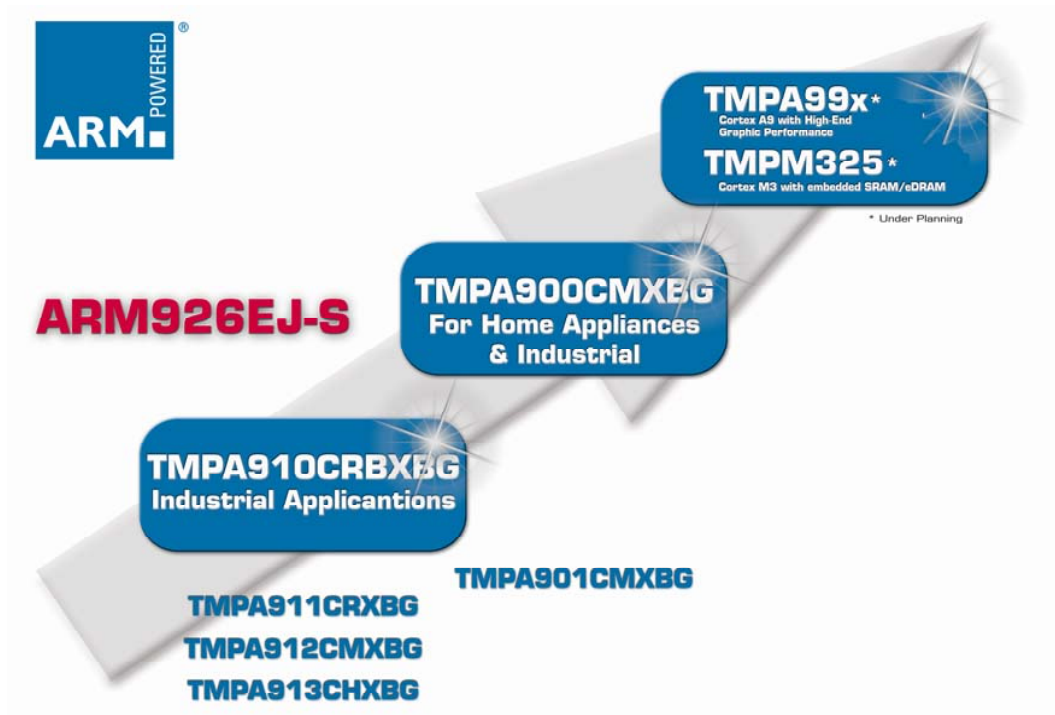 ARM POWERED ®
TMPA99x*
Cortex A9 with High-End
Graphic Performance
TMPM325*
Cortex M3 with embedded SRAM/eDRAM
* Under Planning
TMPA900CMXBG
For Home Appliances
& Industrial
ARM926EJ-S
TMPA910CRBXBG
Industrial Applicantions
TMPA901CMXBG
TMPA911CRXBG
TMPA912CMXBG
TMPA913CHXBG